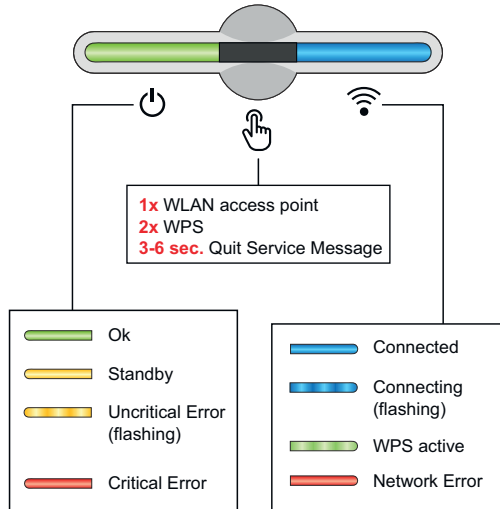 1x WLAN access point
2x WPS
3-6 sec. Quit Service Message
Ok
Standby
Uncritical Error
(flashing)
Critical Error
Connected
Connecting
(flashing)
WPS active
Network Error